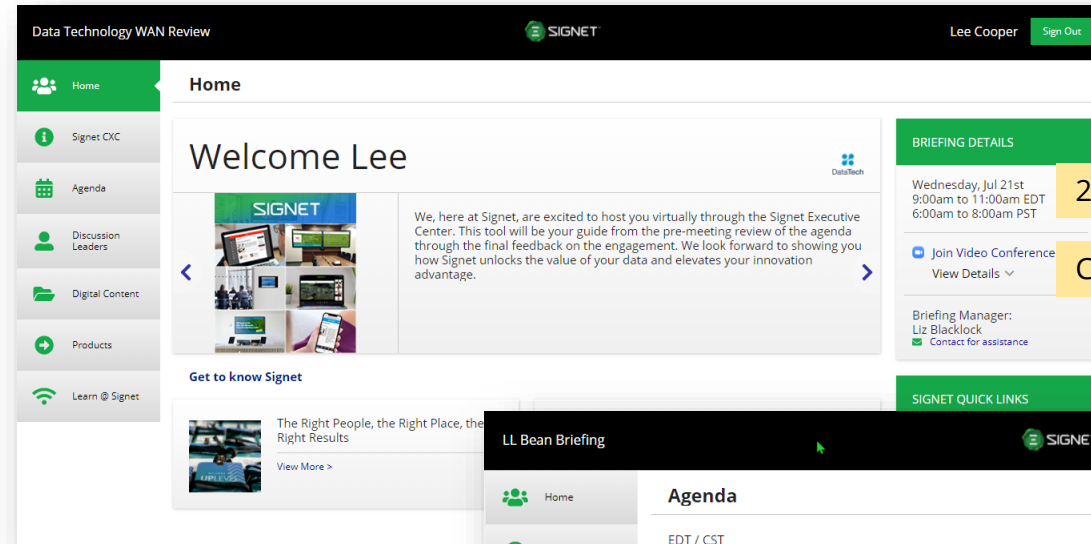 Data Technology WAN Review
SIGNET
Lee Cooper
Sign Out
Home
Signet CXC
Agenda
Discussion
Leaders
Digital Content
Products
Learn @ Signet
Home
Welcome Lee
DataTech
SIGNET
We, here at Signet, are excited to host you virtually through the Signet Executive
Center. This tool will be your guide from the pre-meeting review of the agenda
through the final feedback on the engagement. We look forward to showing you
how Signet unlocks the value of your data and elevates your innovation
advantage.
Get to know Signet
The Right People, the Right Place, the
Right Results
View More >
UPLEVEL
BRIEFING DETAILS
Wednesday, Jul 21st
9:00am to 11:00am EDT
6:00am to 8:00am PST
2
Join Video Conference
View Details
Briefing Manager:
Liz Blacklock
Contact for assistance
SIGNET QUICK LINKS
LL Bean Briefing
SIGNE
Home
Agenda
EDT / CST